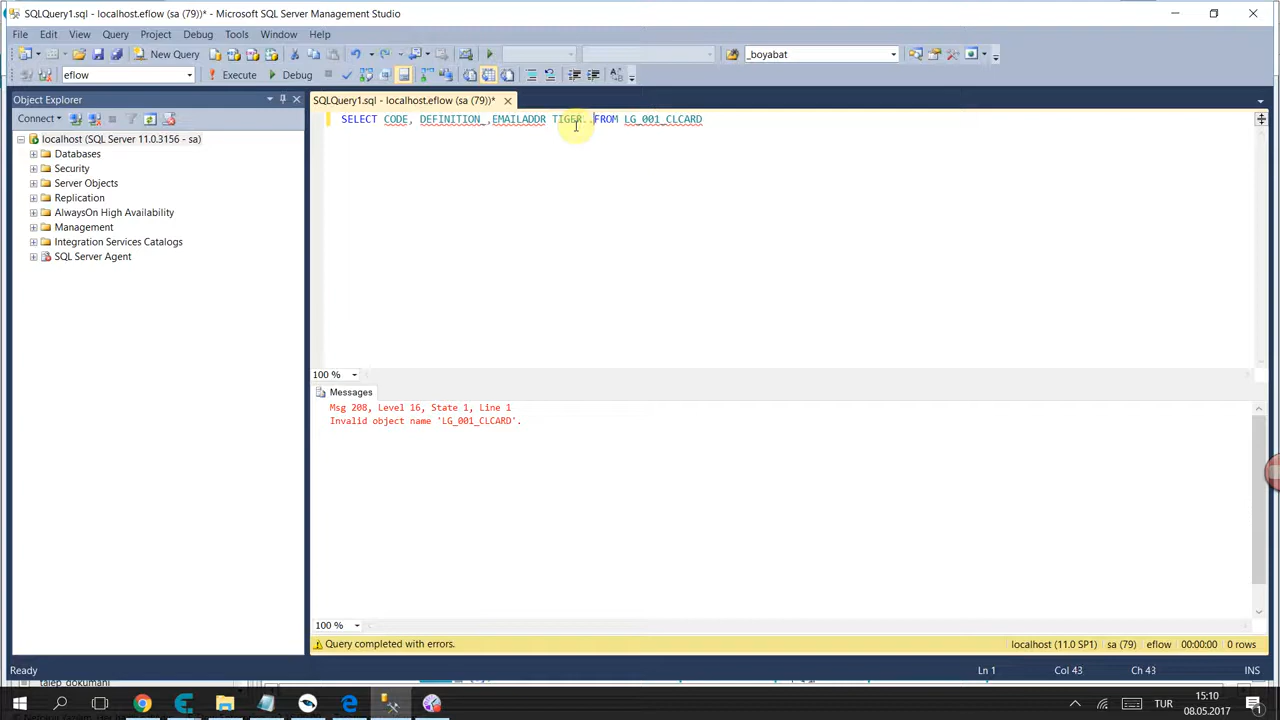 SQLQuery1.sql - localhost.eflow (sa (79))* - Microsoft SQL Server Management Studio
File Edit View Query Project Debug Tools Window Help
New Query _boyabat
eflow Execute Debug
Object Explorer
SQLQuery1.sql - localhost.eflow (sa (79))*
Connect
SELECT CODE, DEFINITION_,EMAILADDR TIGER..FROM LG_001_CLCARD
localhost (SQL Server 11.0.3156 - sa)
Databases
Security
Server Objects
Replication
AlwaysOn High Availability
Management
Integration Services Catalogs
SQL Server Agent
100 %
Messages
Msg 208, Level 16, State 1, Line 1
Invalid object name 'LG_001_CLCARD'.
100 %
Query completed with errors. localhost (11.0 SP1) sa (79) eflow 00:00:00 0 rows
Ready Ln 1 Col 43 Ch 43 INS
TUR
15:10
08.05.2017